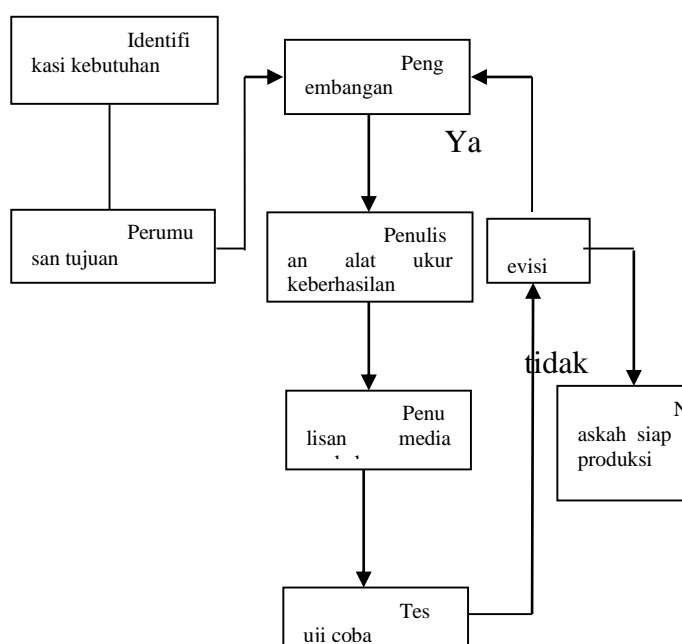 Identifi
kasi kebutuhan
Peng
embangan
Ya
Perumu
san tujuan
Penulis
an alat ukur
keberhasilan
evisi
tidak
Penu
lisan media
N
askah siap
produksi
Tes
uji coba